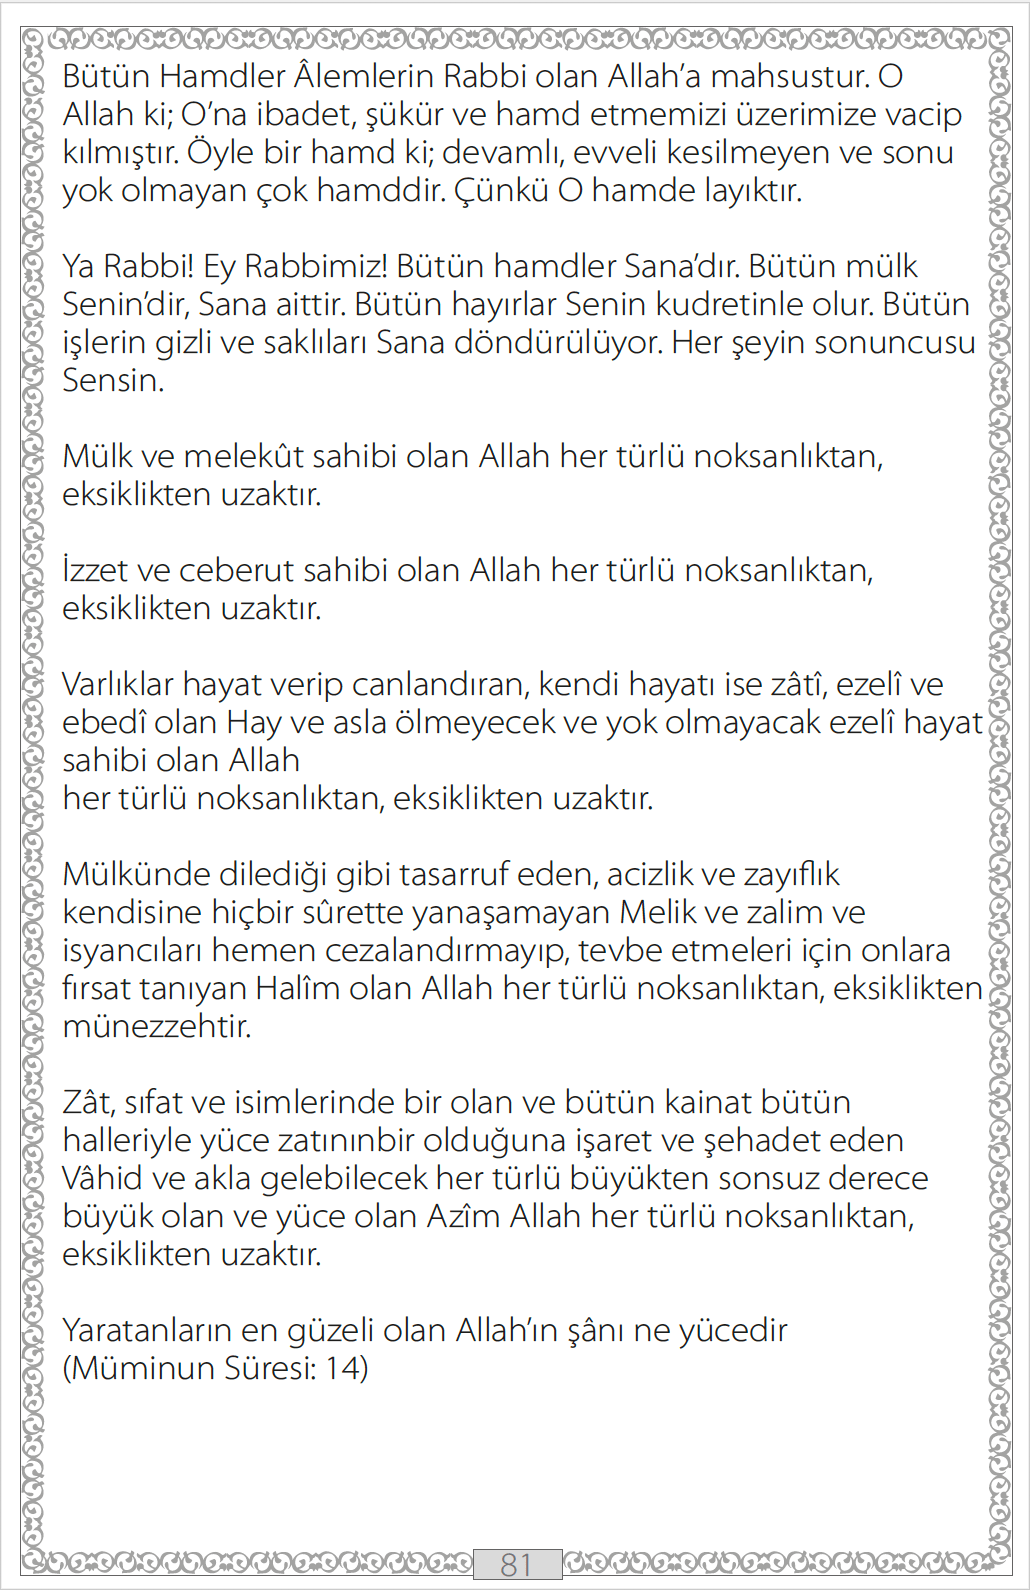 Bütün Hamdler Âlemlerin Rabbi olan Allah’a mahsustur. O
Allah ki; O’na ibadet, şükür ve hamd etmemizi üzerimize vacip
kılmıştır. Öyle bir hamd ki; devamlı, evveli kesilmeyen ve sonu
yok olmayan çok hamddir. Çünkü O hamde layıktır.
Ya Rabbi! Ey Rabbimiz! Bütün hamdler Sana’dır. Bütün mülk
Senin’dir, Sana aittir. Bütün hayırlar Senin kudretinle olur. Bütün
işlerin gizli ve saklıları Sana döndürülüyor. Her şeyin sonuncusu
Sensin.
Mülk ve melekût sahibi olan Allah her türlü noksanlıktan,
eksiklikten uzaktır.
İzzet ve ceberut sahibi olan Allah her türlü noksanlıktan,
eksiklikten uzaktır.
Varlıklar hayat verip canlandıran, kendi hayatı ise zâtî, ezelî ve
ebedî olan Hay ve asla ölmeyecek ve yok olmayacak ezelî hayat
sahibi olan Allah
her türlü noksanlıktan, eksiklikten uzaktır.
Mülkünde dilediği gibi tasarruf eden, acizlik ve zayıflık
kendisine hiçbir sûrette yanaşamayan Melik ve zalim ve
isyancıları hemen cezalandırmayıp, tevbe etmeleri için onlara
fırsat tanıyan Halîm olan Allah her türlü noksanlıktan, eksiklikten
münezzehtir.
Zât, sıfat ve isimlerinde bir olan ve bütün kainat bütün
halleriyle yüce zatınınbir olduğuna işaret ve şehadet eden
Vâhid ve akla gelebilecek her türlü büyükten sonsuz derece
büyük olan ve yüce olan Azîm Allah her türlü noksanlıktan,
eksiklikten uzaktır.
Yaratanların en güzeli olan Allah’ın şânı ne yücedir
(Müminun Süresi: 14)
81